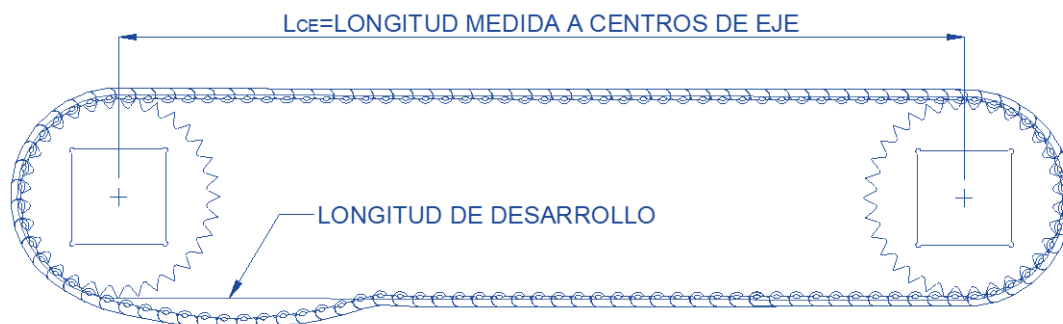 LCE=LONGITUD MEDIDA A CENTROS DE EJE
LONGITUD DE DESARROLLO